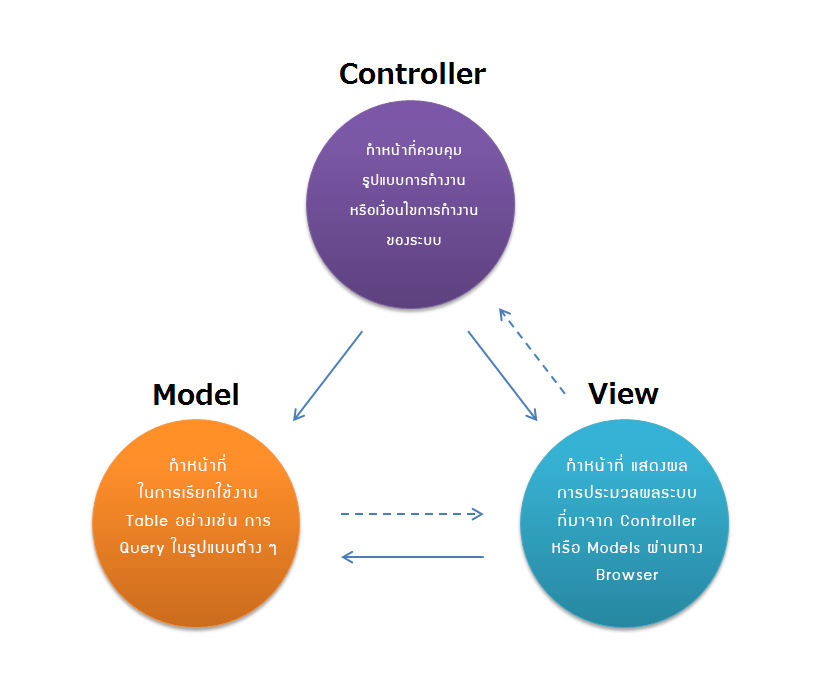 Controller
ทำหน้าที่ควบคุม
รูปแบบการทำงาน
หรือเงื่อนไขการทำงาน
ของระบบ
Model
ทำหน้าที่
ในการเรียกใช้งาน
Table อย่างเช่น การ
Query ในรูปแบบต่าง ๆ
View
ทำหน้าที่ แสดงผล
การประมวลผลระบบ
ที่มาจาก Controller
หรือ Models ผ่านทาง
Browser